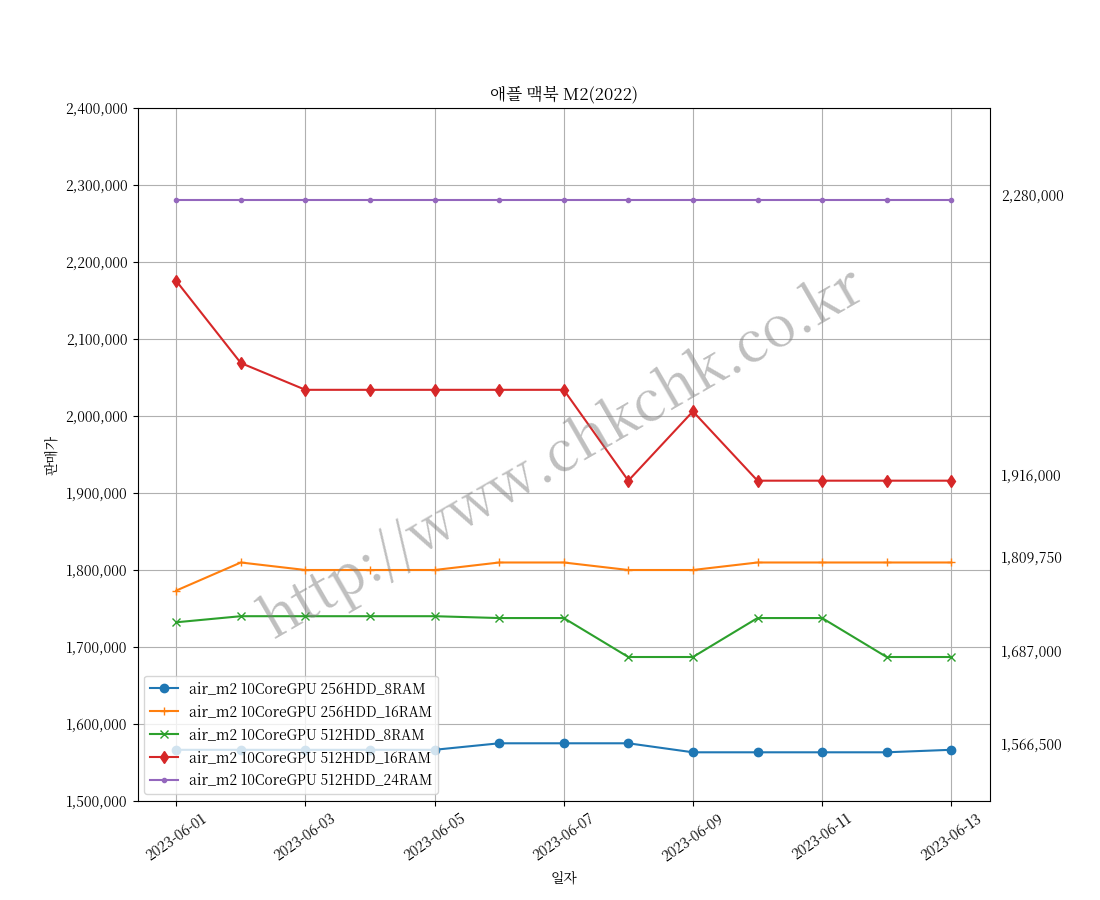 애플 맥북 M2(2022)
2,400,000
2,300,000
2,200,000
2,100,000
2,000,000
1,900,000
1,800,000
1,700,000
1,600,000
1,500,000
판매가
2,280,000
1,916,000
1,809,750
1,687,000
1,566,500
http://www.chkchk.co.kr
air_m2 10CoreGPU 256HDD_8RAM
air_m2 10CoreGPU 256HDD_16RAM
air_m2 10CoreGPU 512HDD_8RAM
air_m2 10CoreGPU 512HDD_16RAM
air_m2 10CoreGPU 512HDD_24RAM
2023-06-01
2023-06-03
2023-06-05
2023-06-07
2023-06-09
2023-06-11
2023-06-13
일자